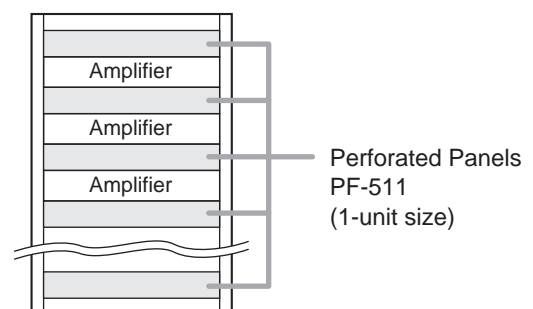 Amplifier
Amplifier
Amplifier
Perforated Panels
PF-511
(1-unit size)